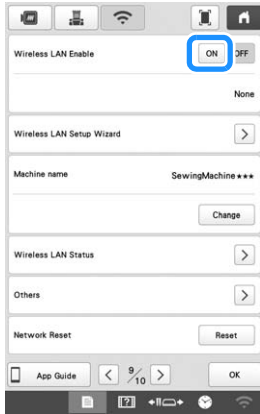 Wireless LAN Enable ON OFF
None
Wireless LAN Setup Wizard
Machine name SewingMachine***
Change
Wireless LAN Status
Others
Network Reset Reset
App Guide 9/10 OK